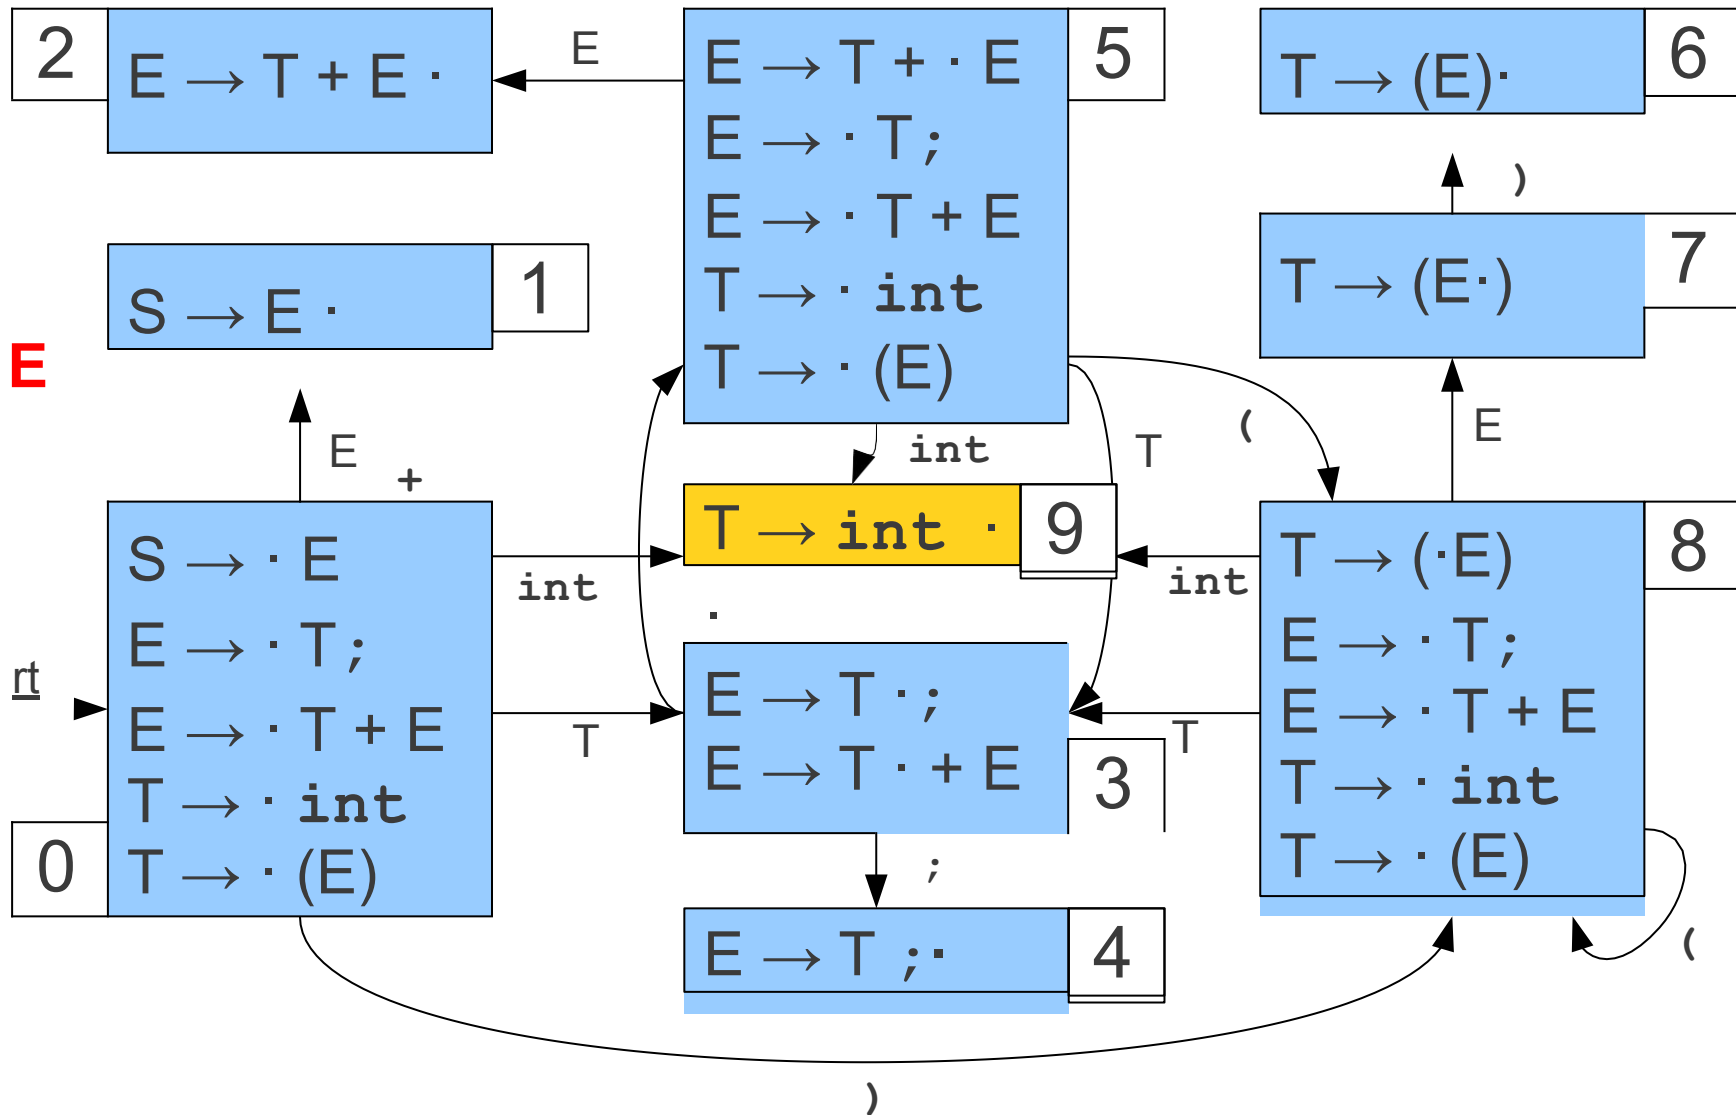 2
E → T + E ·
E
E → T + · E
E → · T ;
E → · T + E
T → · int
T → · (E)
5
T → (E)·
6
)
S → E ·
1
T → (E·)
7
E
E
+
int
T
(
E
T → int ·
9
S → · E
E → · T ;
E → · T + E
T → · int
T → · (E)
0
rt
int
T
·
E → T · ;
E → T · + E
3
;
E → T ;·
4
int
T
T → (·E)
E → · T ;
E → · T + E
T → · int
T → · (E)
8
(
)